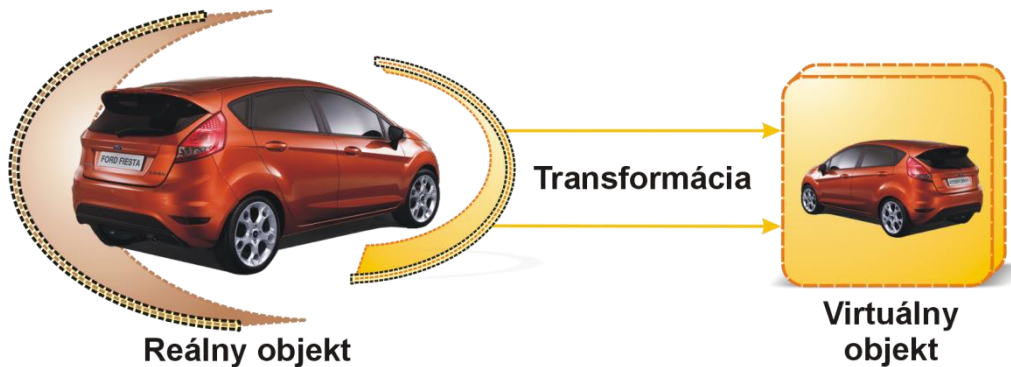 FORD FIESTA
Transformácia
Reálny objekt
Virtuálny
objekt